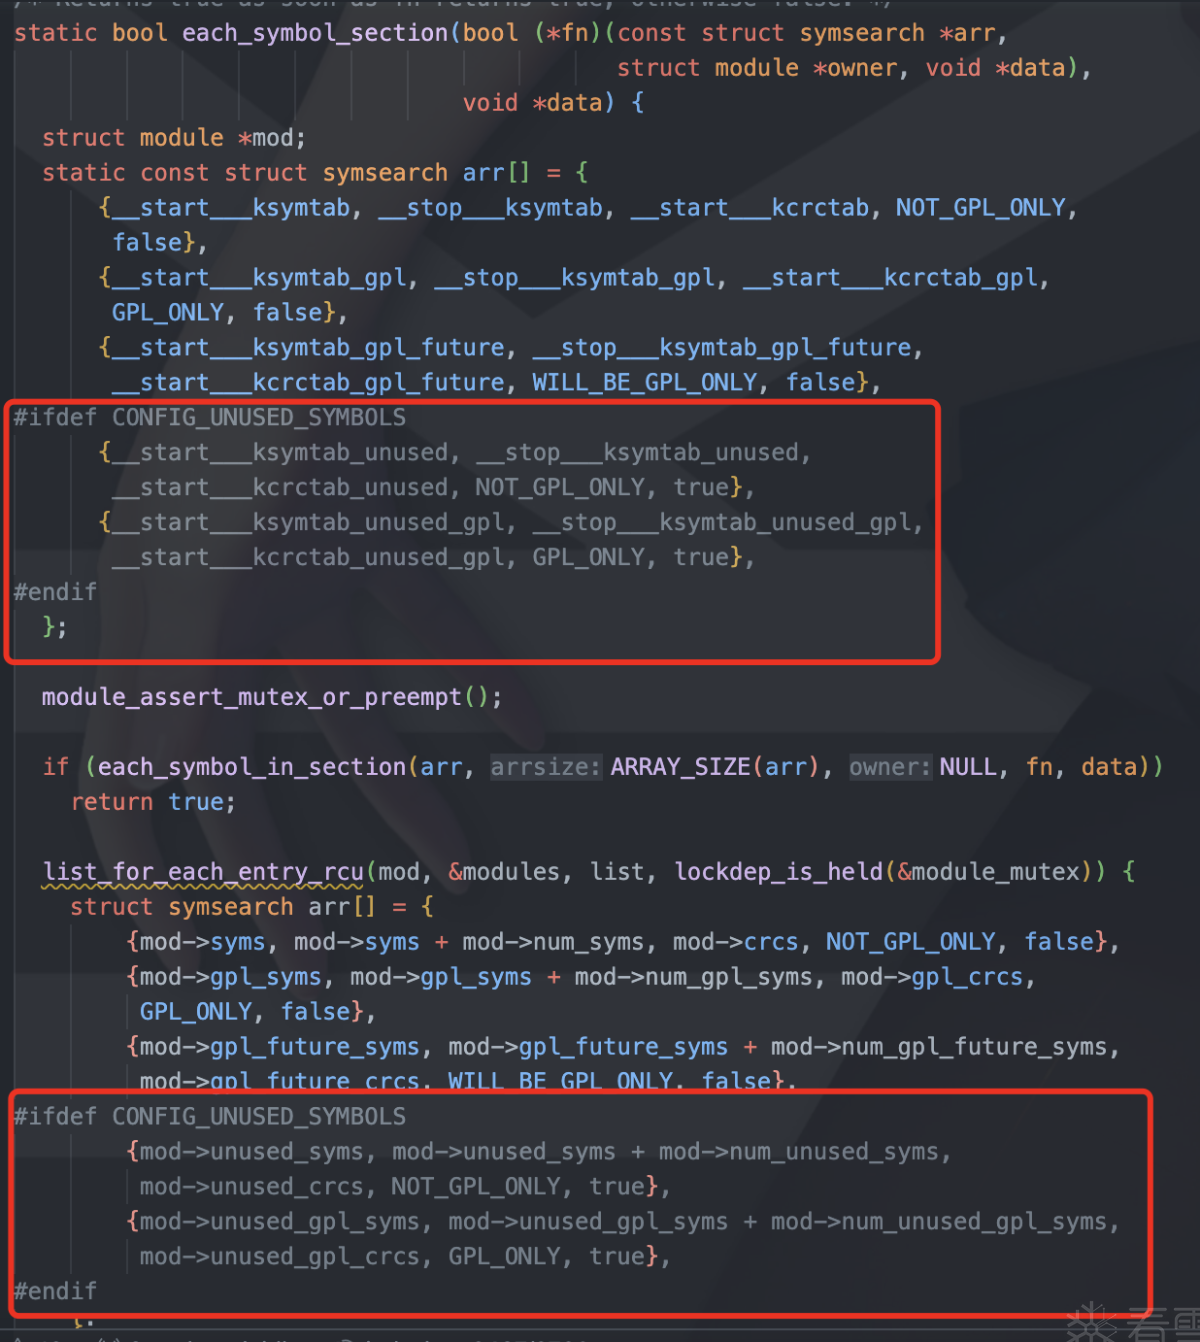 /* Returns true as soon as fn returns true, otherwise false. */
static bool each_symbol_section(bool (*fn)(const struct symsearch *arr,
struct module *owner, void *data),
void *data) {
struct module *mod;
static const struct symsearch arr[] = {
{__start___ksymtab, __stop___ksymtab, __start___kcrctab, NOT_GPL_ONLY,
false},
{__start___ksymtab_gpl, __stop___ksymtab_gpl, __start___kcrctab_gpl,
GPL_ONLY, false},
{__start___ksymtab_gpl_future, __stop___ksymtab_gpl_future,
__start___kcrctab_gpl_future, WILL_BE_GPL_ONLY, false},
#ifdef CONFIG_UNUSED_SYMBOLS
{__start___ksymtab_unused, __stop___ksymtab_unused,
__start___kcrctab_unused, NOT_GPL_ONLY, true},
{__start___ksymtab_unused_gpl, __stop___ksymtab_unused_gpl,
__start___kcrctab_unused_gpl, GPL_ONLY, true},
#endif
};
module_assert_mutex_or_preempt();
if (each_symbol_in_section(arr, arrsize: ARRAY_SIZE(arr), owner: NULL, fn, data))
return true;
list_for_each_entry_rcu(mod, &modules, list, lockdep_is_held(&module_mutex)) {
struct symsearch arr[] = {
{mod->syms, mod->syms + mod->num_syms, mod->crcs, NOT_GPL_ONLY, false},
{mod->gpl_syms, mod->gpl_syms + mod->num_gpl_syms, mod->gpl_crcs,
GPL_ONLY, false},
{mod->gpl_future_syms, mod->gpl_future_syms + mod->num_gpl_future_syms,
mod->gpl_future_crcs, WILL_BE_GPL_ONLY, false},
#ifdef CONFIG_UNUSED_SYMBOLS
{mod->unused_syms, mod->unused_syms + mod->num_unused_syms,
mod->unused_crcs, NOT_GPL_ONLY, true},
{mod->unused_gpl_syms, mod->unused_gpl_syms + mod->num_unused_gpl_syms,
mod->unused_gpl_crcs, GPL_ONLY, true},
#endif
};
看雪